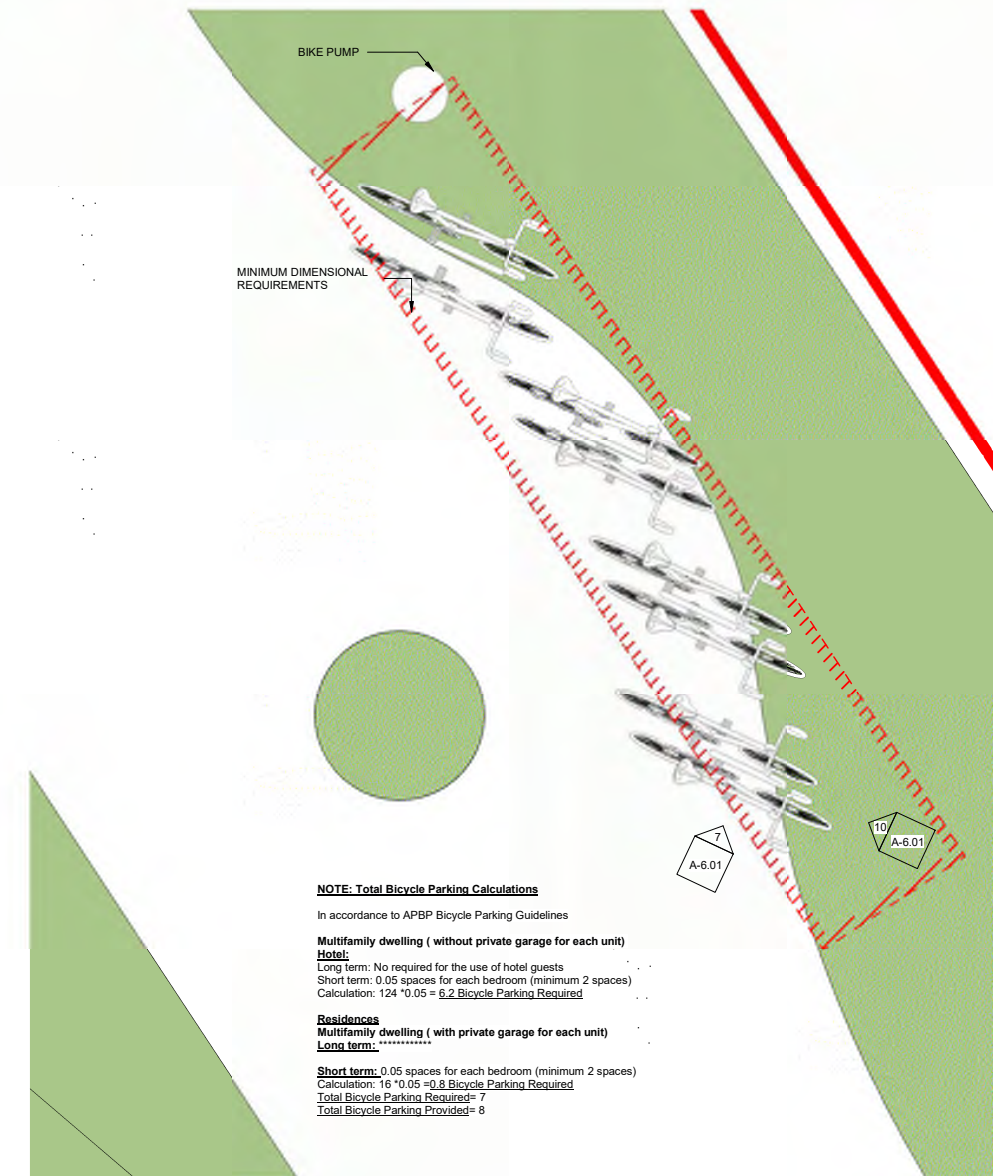 BIKE PUMP
MINIMUM DIMENSIONAL
REQUIREMENTS
7
A-6.01
10
A-6.01
NOTE: Total Bicycle Parking Calculations
In accordance to APBP Bicycle Parking Guidelines
Multifamily dwelling ( without private garage for each unit)
Hotel:
Long term: No required for the use of hotel guests
Short term: 0.05 spaces for each bedroom (minimum 2 spaces)
Calculation: 124 *0.05 = 6.2 Bicycle Parking Required
Residences
Multifamily dwelling ( with private garage for each unit)
Long term: ************
Short term: 0.05 spaces for each bedroom (minimum 2 spaces)
Calculation: 16 *0.05 =0.8 Bicycle Parking Required
Total Bicycle Parking Required= 7
Total Bicycle Parking Provided= 8